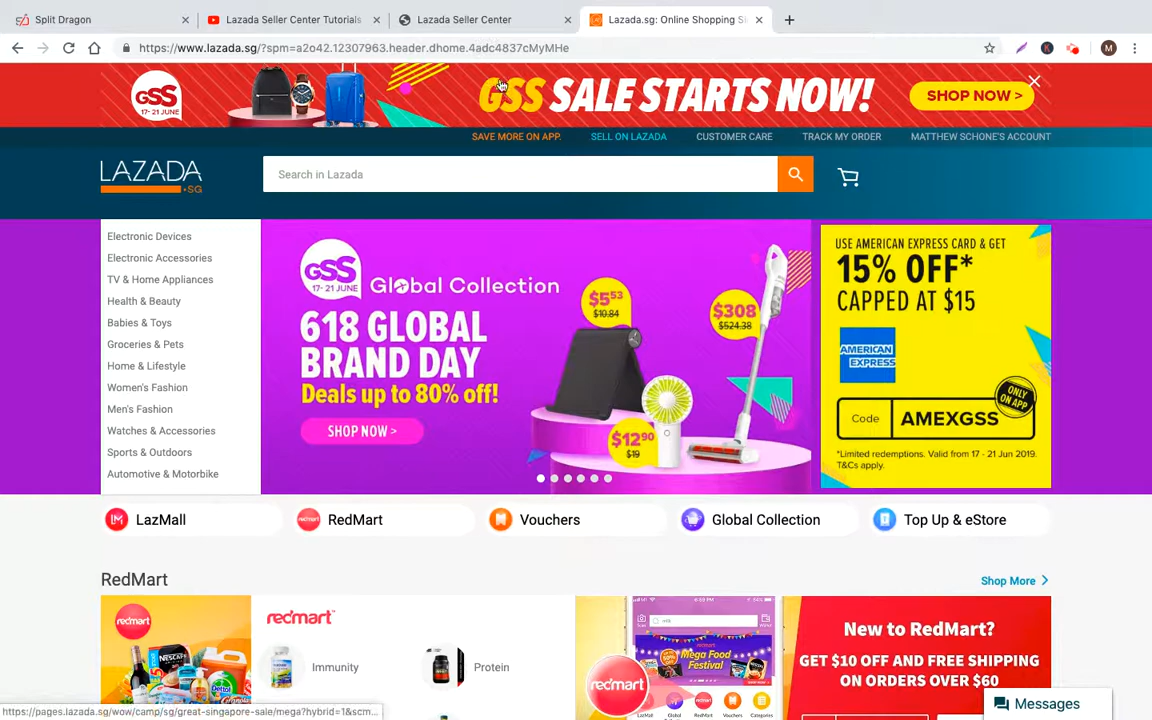 Split Dragon
Lazada Seller Center Tutorials
Lazada Seller Center
Lazada.sg: Online Shopping Si
https://www.lazada.sg/?spm=a2o42.12307963.header.dhome.4adc4837cMyMHe
M
GSS
17-21 JUNE
GSS SALE STARTS NOW!
SHOP NOW >
SAVE MORE ON APP.
SELL ON LAZADA
CUSTOMER CARE
TRACK MY ORDER
MATTHEW SCHONE'S ACCOUNT
LAZADA
.SG
Search in Lazada
Electronic Devices
Electronic Accessories
TV & Home Appliances
Health & Beauty
Babies & Toys
Groceries & Pets
Home & Lifestyle
Women's Fashion
Men's Fashion
Watches & Accessories
Sports & Outdoors
Automotive & Motorbike
GSS
17-21 JUNE
Global Collection
618 GLOBAL
BRAND DAY
Deals up to 80% off!
SHOP NOW >
$5⁵³
$10.84
$308
$524.38
$12⁹⁰
$19
USE AMERICAN EXPRESS CARD & GET
15% OFF*
CAPPED AT $15
AMERICAN
EXPRESS
ONLY
ON APP
Code
AMEXGSS
*Limited redemptions. Valid from 17 - 21 Jun 2019.
T&Cs apply.
LazMall
RedMart
Vouchers
Global Collection
Top Up & eStore
RedMart
Shop More
redmart
NESCAFÉ
Dettol
redmart
Immunity
Protein
redmart
Mega Food
Festival
LazMall
RedMart
Vouchers
Categories
New to RedMart?
GET $10 OFF AND FREE SHIPPING
ON ORDERS OVER $60
Messages
https://pages.lazada.sg/wow/camp/sg/great-singapore-sale/mega?hybrid=1&scm...